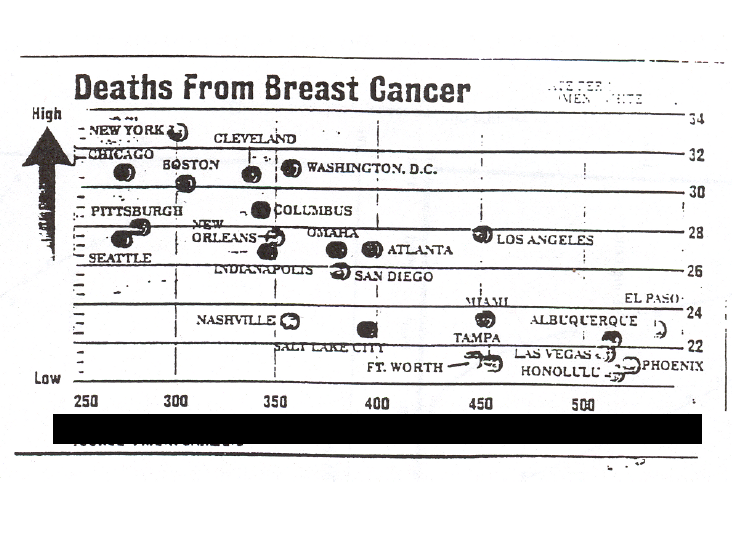 Deaths From Breast Cancer
High
34
NEW YORK
CLEVELAND
32
CHICAGO
BOSTON
WASHINGTON, D.C.
30
PITTSBURGH
COLUMBUS
NEW
ORLEANS
OMAHA
28
LOS ANGELES
ATLANTA
SEATTLE
INDIANAPOLIS
SAN DIEGO
26
MIAMI
EL PASO
24
NASHVILLE
ALBUQUERQUE
SALT LAKE CITY
TAMPA
22
FT. WORTH
LAS VEGAS
HONOLULU
PHOENIX
Low
250 300 350 400 450 500